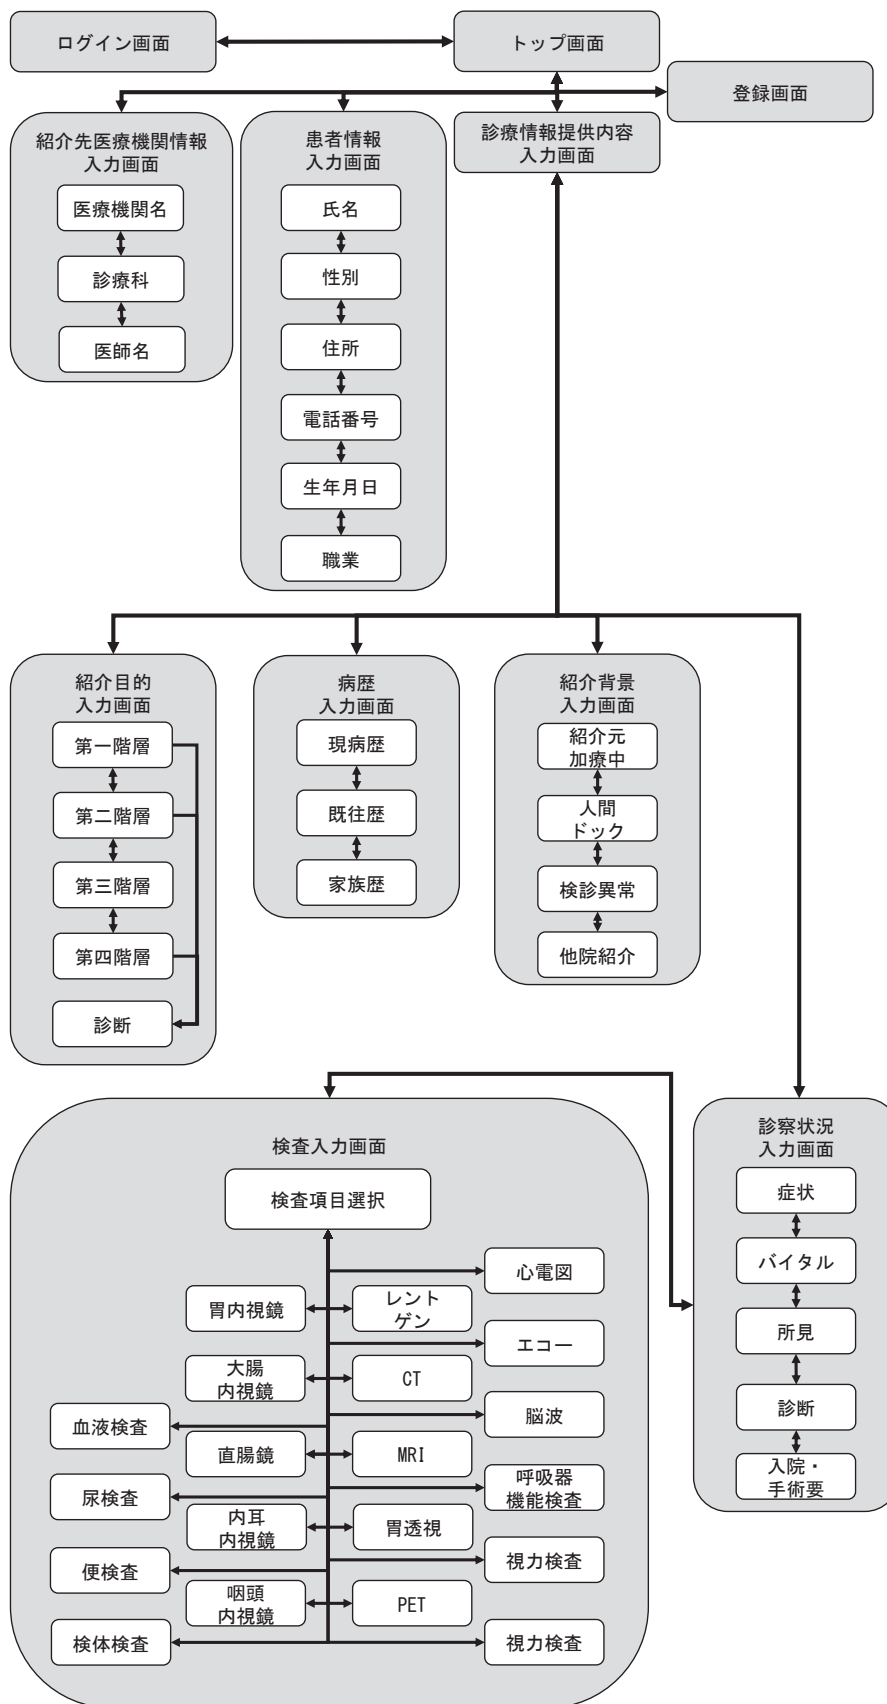 ログイン画面
トップ画面
登録画面
紹介先医療機関情報
入力画面
医療機関名
診療科
医師名
患者情報
入力画面
氏名
性別
住所
電話番号
生年月日
職業
診療情報提供内容
入力画面
紹介目的
入力画面
第一階層
第二階層
第三階層
第四階層
診断
病歴
入力画面
現病歴
既往歴
家族歴
紹介背景
入力画面
紹介元
加療中
人間
ドック
検診異常
他院紹介
検査入力画面
検査項目選択
心電図
胃内視鏡
レント
ゲン
エコー
大腸
内視鏡
CT
脳波
血液検査
直腸鏡
MRI
呼吸器
機能検査
尿検査
内耳
内視鏡
胃透視
視力検査
便検査
咽頭
内視鏡
PET
検体検査
視力検査
診察状況
入力画面
症状
バイタル
所見
診断
入院・
手術要